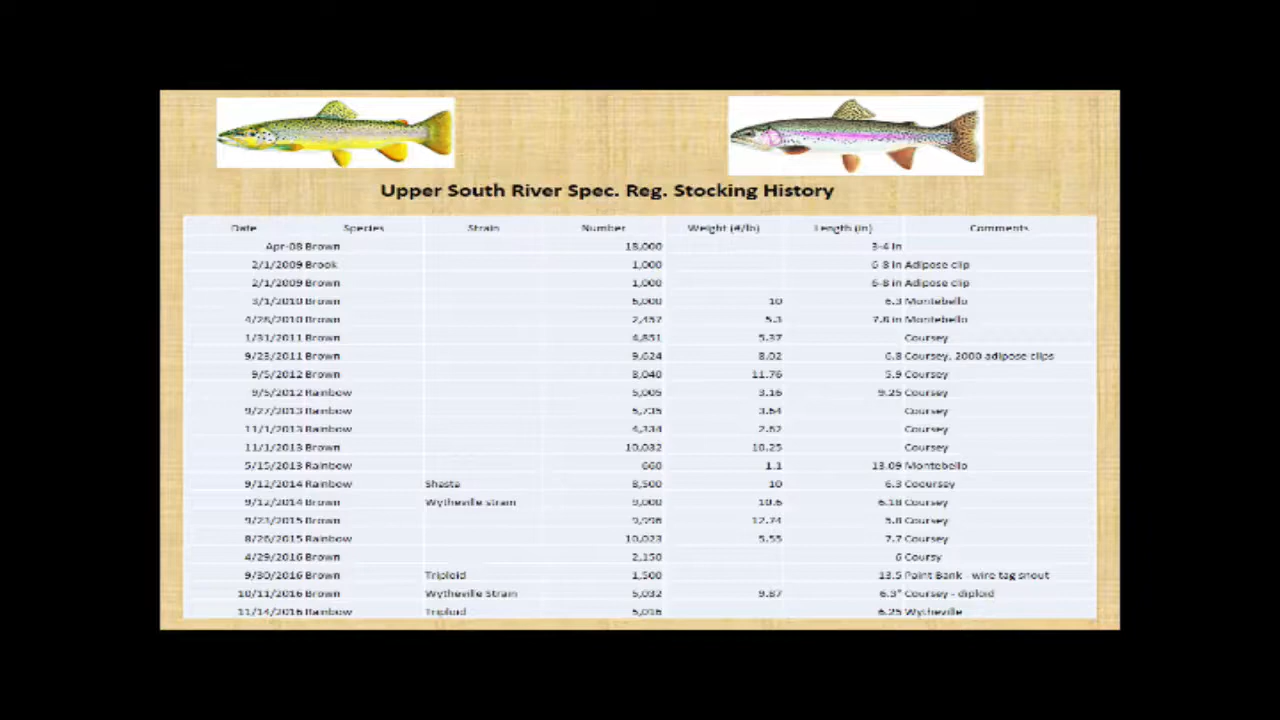 Upper South River Spec. Reg. Stocking History
Date Species Strain Number Weight (#/lb) Length (in) Comments
Apr-08 Brown 18,000 3-4 in
2/1/2009 Brook 1,000 6-8 in Adipose clip
2/1/2009 Brown 1,000 6-8 in Adipose clip
3/1/2010 Brown 5,000 10 6.3 Montebello
4/28/2010 Brown 2,457 5.3 7.8 in Montebello
1/31/2011 Brown 4,851 5.37 Coursey
9/23/2011 Brown 9,624 8.02 6.8 Coursey, 2000 adipose clips
9/5/2012 Brown 8,040 11.76 5.9 Coursey
9/5/2012 Rainbow 5,005 3.16 9.25 Coursey
9/27/2013 Rainbow 5,735 3.64 Coursey
11/1/2013 Rainbow 4,334 2.62 Coursey
11/1/2013 Brown 10,032 10.25 Coursey
5/15/2013 Rainbow 660 1.1 13.09 Montebello
9/12/2014 Rainbow Shasta 8,500 10 6.3 Cooursey
9/12/2014 Brown Wytheville strain 9,000 10.6 6.18 Coursey
9/23/2015 Brown 9,996 12.74 5.8 Coursey
8/26/2015 Rainbow 10,023 5.55 7.7 Coursey
4/29/2016 Brown 2,150 6 Coursy
9/30/2016 Brown Triploid 1,500 13.5 Paint Bank - wire tag snout
10/11/2016 Brown Wytheville Strain 5,032 9.87 6.3" Coursey - diploid
11/14/2016 Rainbow Triploid 5,016 6.25 Wytheville